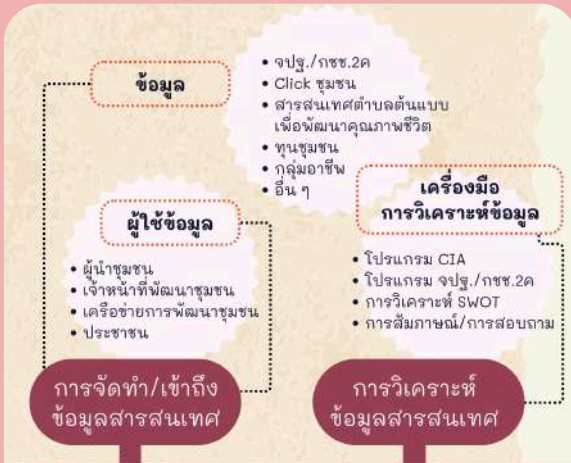 ข้อมูล
• จปฐ./กชช.2ค
• Click ชุมชน
• สารสนเทศตำบลต้นแบบ
เพื่อพัฒนาคุณภาพชีวิต
• ทุนชุมชน
• กลุ่มอาชีพ
• อื่น ๆ
ผู้ใช้ข้อมูล
• ผู้นำชุมชน
• เจ้าหน้าที่พัฒนาชุมชน
• เครือข่ายการพัฒนาชุมชน
• ประชาชน
การจัดทำ/เข้าถึง
ข้อมูลสารสนเทศ
เครื่องมือ
การวิเคราะห์ข้อมูล
• โปรแกรม CIA
• โปรแกรม จปฐ./กชช.2ค
• การวิเคราะห์ SWOT
• การสัมภาษณ์/การสอบถาม
การวิเคราะห์
ข้อมูลสารสนเทศ